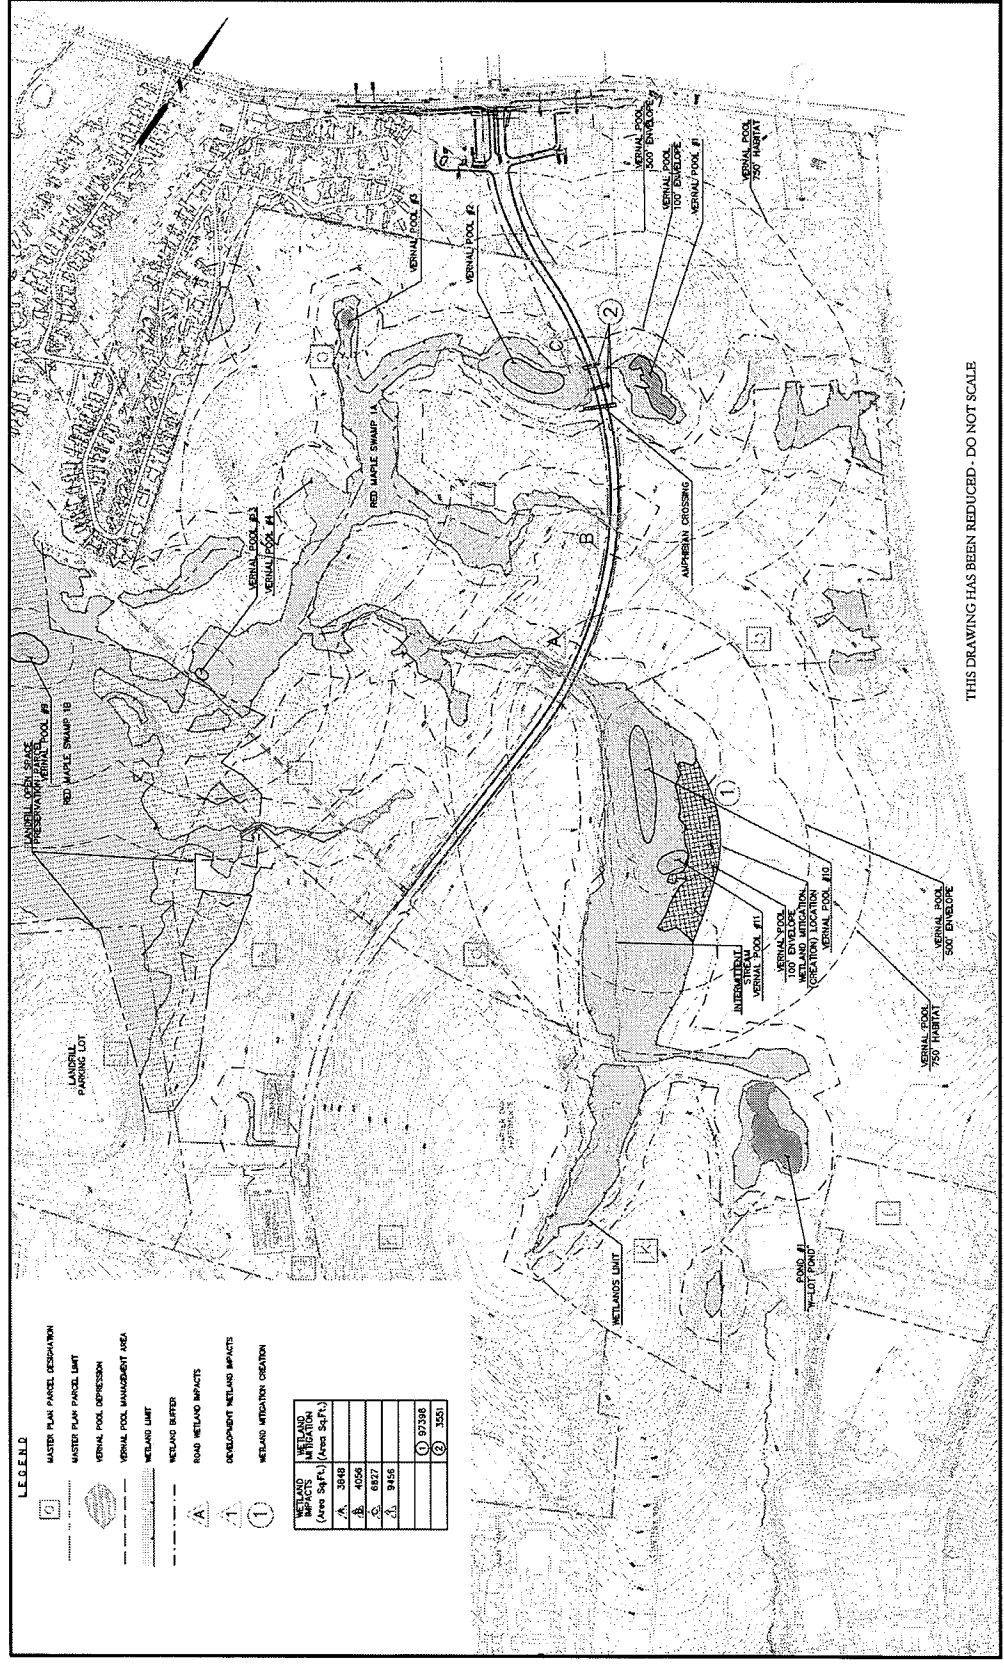 LEGEND
MASTER PLAN PARCEL DESIGNATION
MASTER PLAN PARCEL LIMIT
VERNAL POOL DEPRESSION
VERNAL POOL MANAGEMENT AREA
WETLAND LIMIT
WETLAND BUFFER
A
ROAD WETLAND IMPACTS
1
DEVELOPMENT WETLAND IMPACTS
1
WETLAND MITIGATION CREATION
WETLAND IMPACTS (Area Sq.Ft.)
WETLAND MITIGATION (Area Sq.Ft.)
A 3848
B 4056
C 6827
1 9456
1 97398
2 3551
LANDFILL PARKING LOT
LANDFILL OPEN SPACE
PRESERVATION PARCEL
RED MAPLE SWAMP 1B
VERNAL POOL #4
RED MAPLE SWAMP 1A
VERNAL POOL #3
VERNAL POOL #2
C
2
VERNAL POOL
500' ENVELOPE
VERNAL POOL
100' ENVELOPE
VERNAL POOL #1
VERNAL POOL
750' HABITAT
AMPHIBIAN CROSSING
B
A
1
INTERMITTENT
STREAM
VERNAL POOL #11
VERNAL POOL
100' ENVELOPE
WETLAND MITIGATION
CREATION LOCATION
VERNAL POOL #10
VERNAL POOL
750' HABITAT
VERNAL POOL
500' ENVELOPE
WETLANDS LIMIT
K
L
POND #1
"W-LOT POND"
THIS DRAWING HAS BEEN REDUCED - DO NOT SCALE